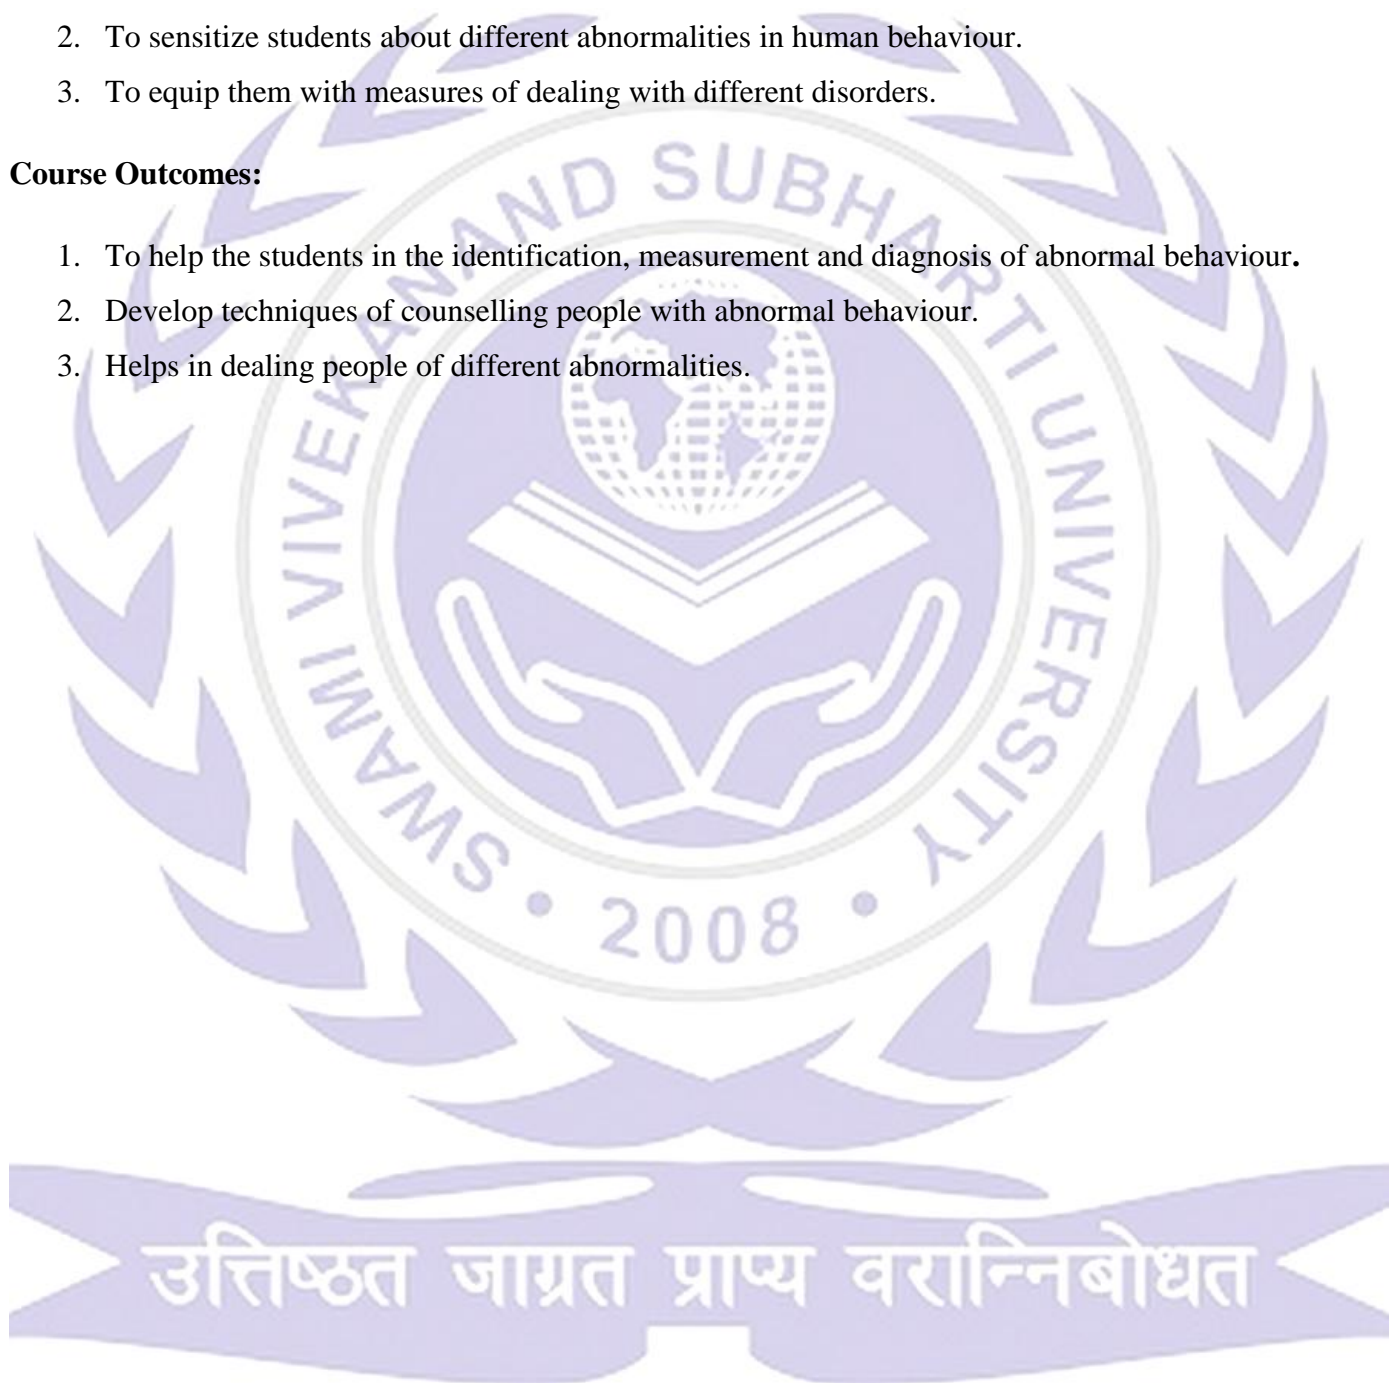 2. To sensitize students about different abnormalities in human behaviour.
3. To equip them with measures of dealing with different disorders.
Course Outcomes:
1. To help the students in the identification, measurement and diagnosis of abnormal behaviour.
2. Develop techniques of counselling people with abnormal behaviour.
3. Helps in dealing people of different abnormalities.
SWAMI VIVEKANAND SUBHARTI UNIVERSITY
• 2008 •
उत्तिष्ठत जाग्रत प्राप्य वरान्निबोधत